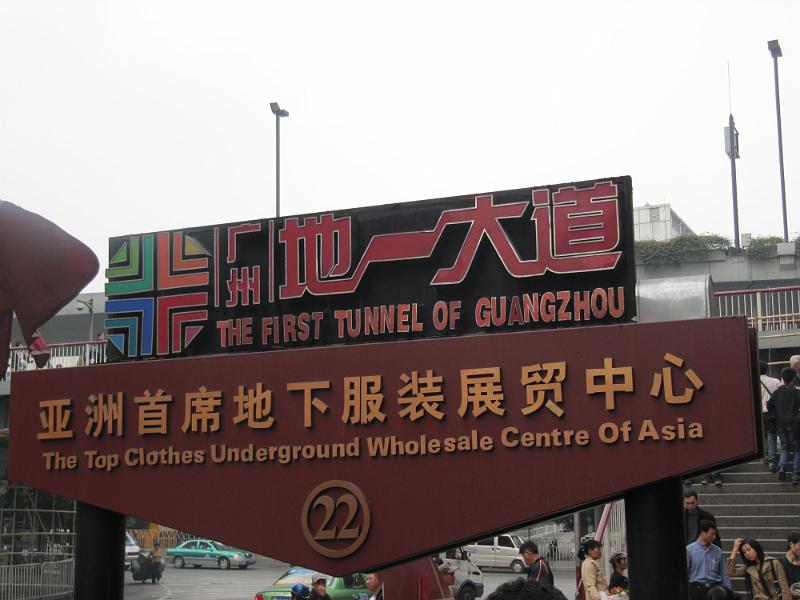 广州 地一大道
THE FIRST TUNNEL OF GUANGZHOU
亚洲首席地下服装展贸中心
The Top Clothes Underground Wholesale Centre Of Asia
22